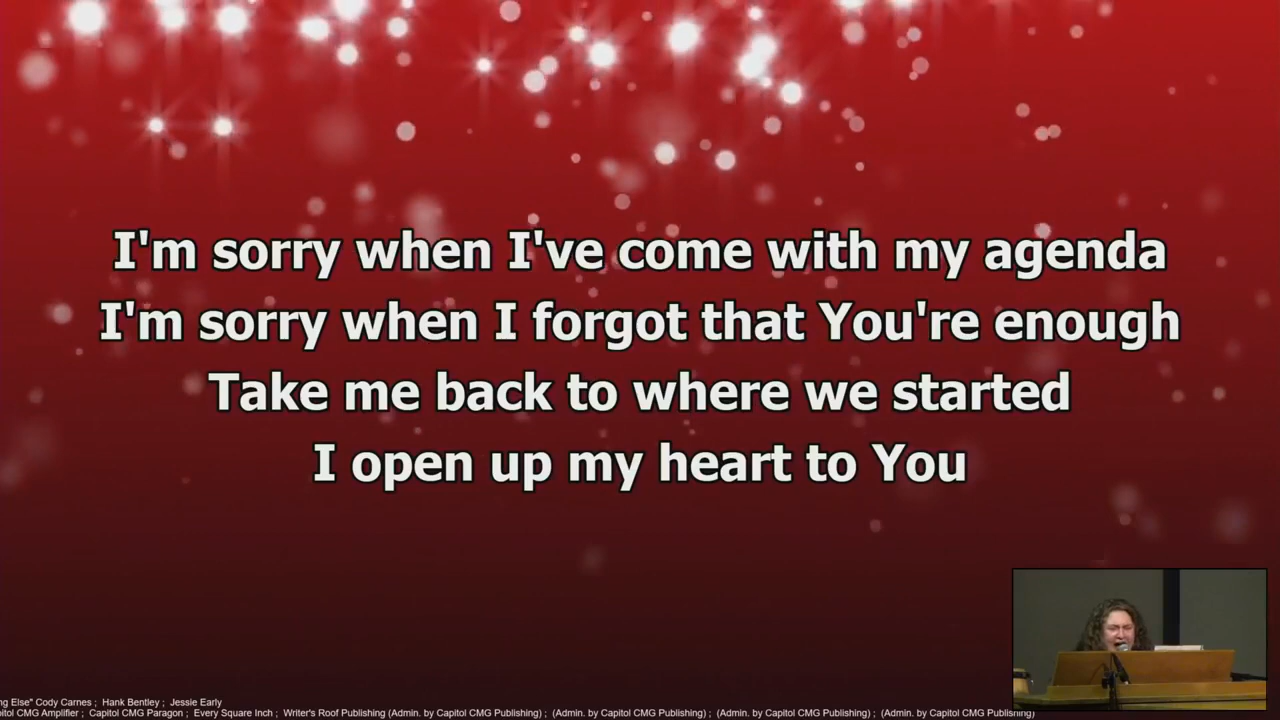 I'm sorry when I've come with my agenda
I'm sorry when I forgot that You're enough
Take me back to where we started
I open up my heart to You
ng Else" Cody Carnes ; Hank Bentley ; Jessie Early
itol CMG Amplifier ; Capitol CMG Paragon ; Every Square Inch ; Writer's Roof Publishing (Admin. by Capitol CMG Publishing) ; (Admin. by Capitol CMG Publishing) ; (Admin. by Capitol CMG Publishing) ; (Admin. by Capitol CMG Publishing)